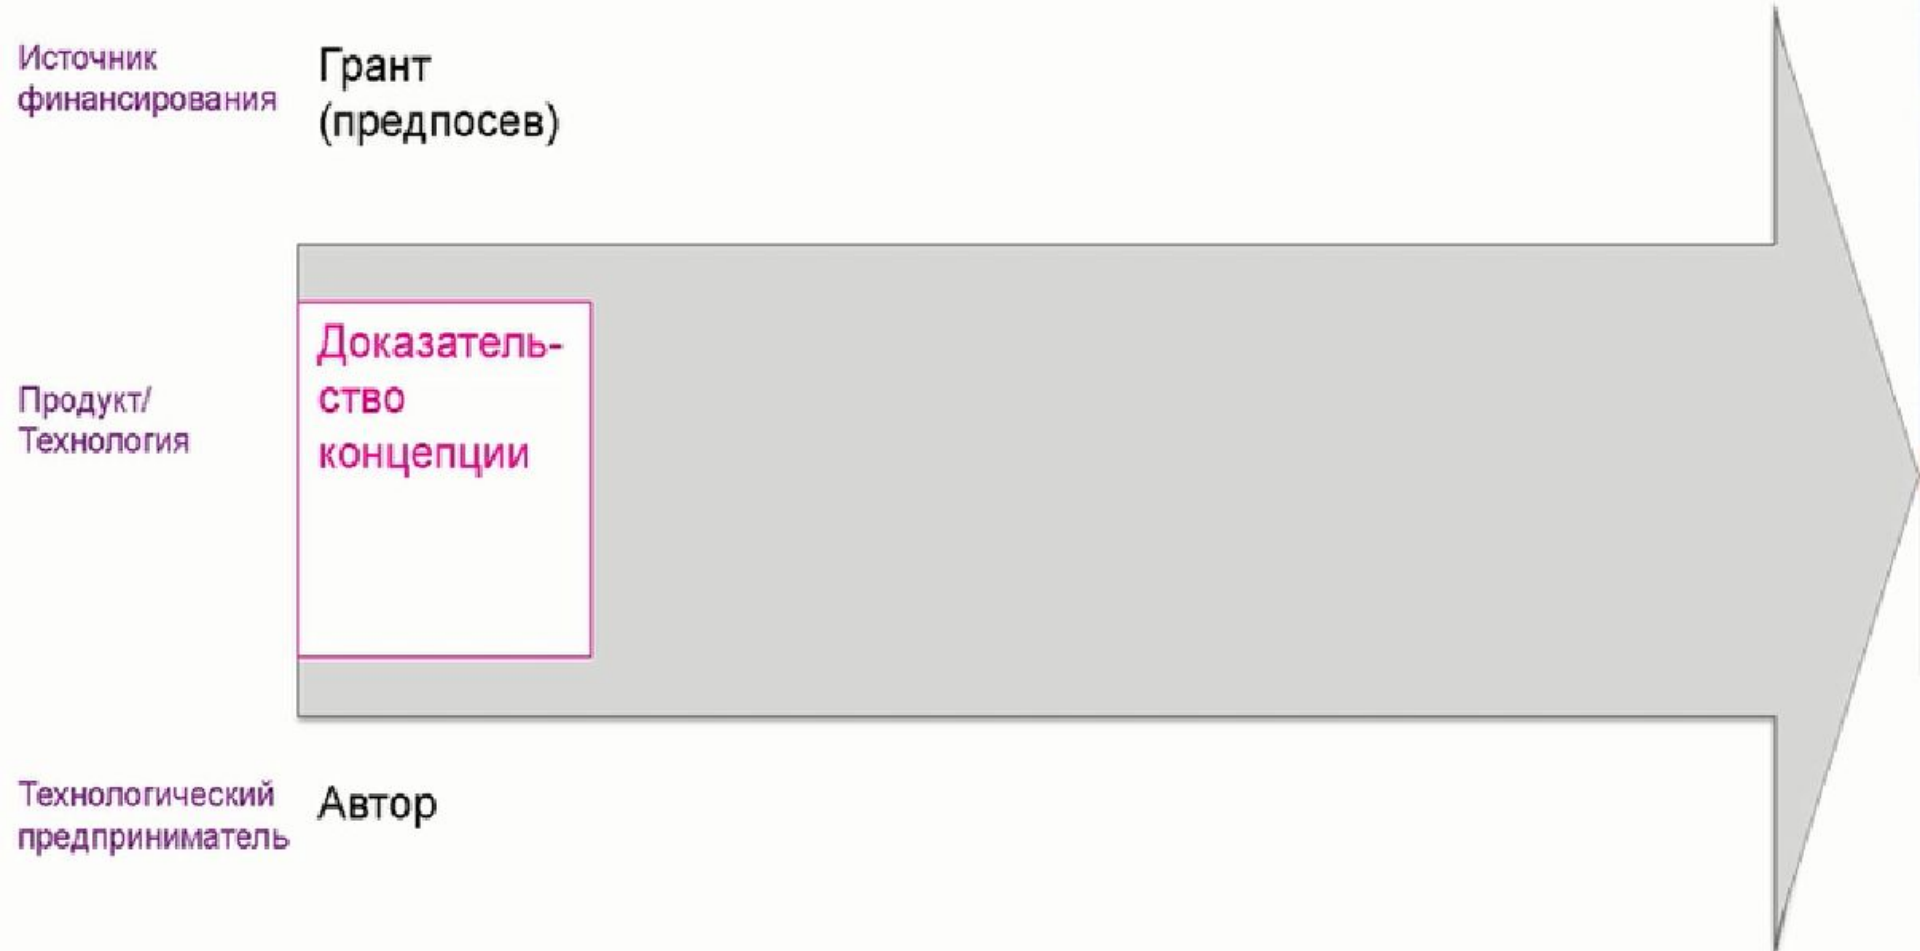 Источник
финансирования
Грант
(предпосев)
Доказатель-
ство
концепции
Продукт/
Технология
Технологический
предприниматель
Автор